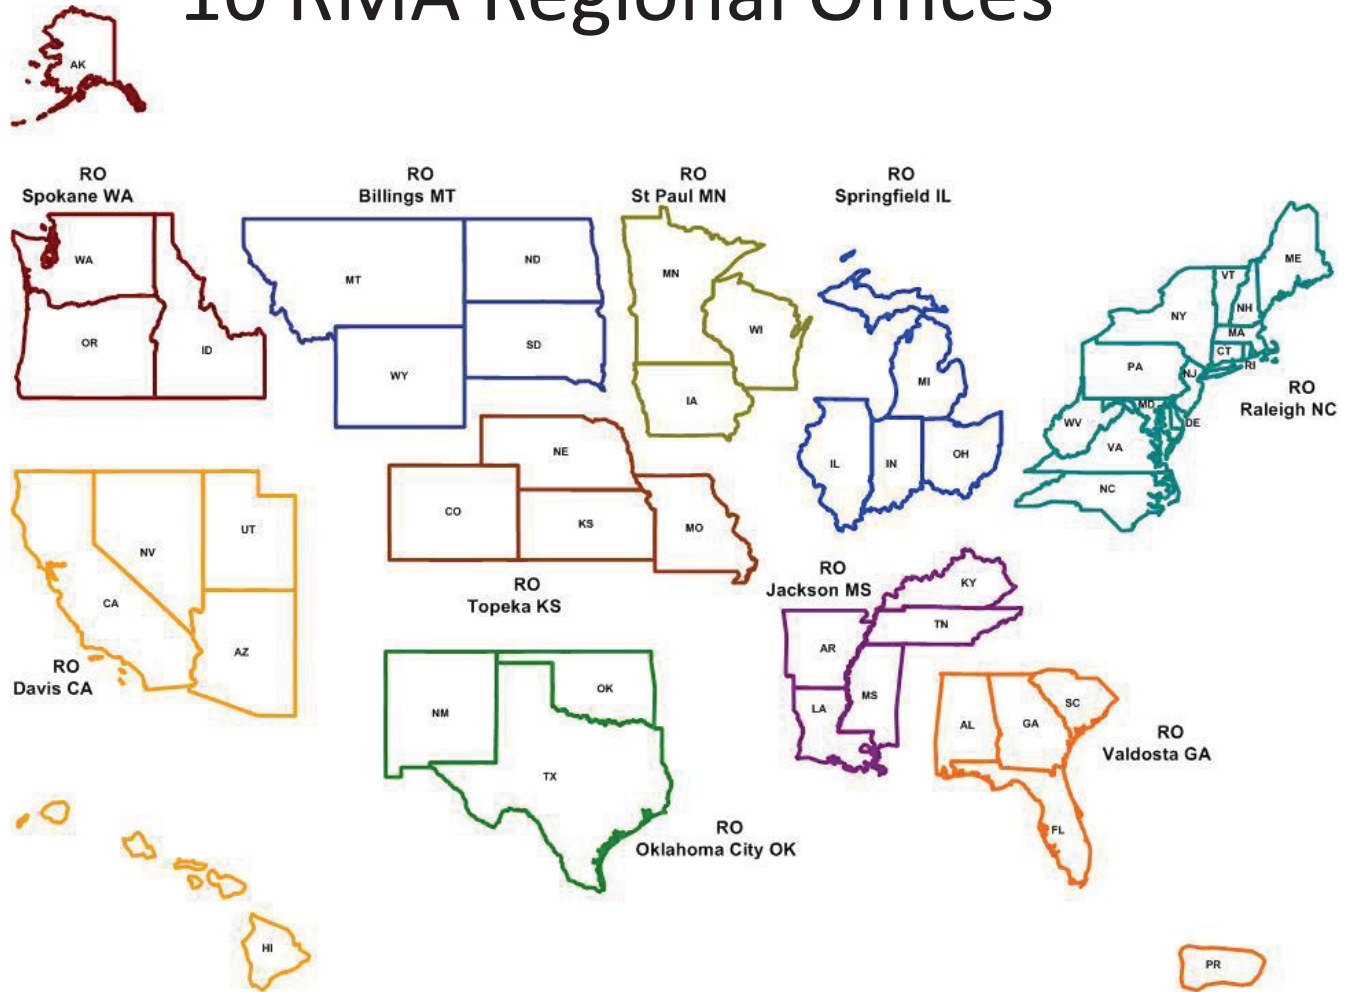 10 RMA Regional Offices
AK
RO
Spokane WA
WA
OR
ID
RO
Billings MT
MT
ND
SD
WY
RO
St Paul MN
MN
WI
IA
RO
Springfield IL
MI
IL
IN
OH
ME
VT
NH
NY
MA
CT
RI
PA
NJ
MD
DE
WV
VA
NC
RO
Raleigh NC
NE
CO
KS
MO
RO
Topeka KS
UT
NV
CA
AZ
RO
Davis CA
HI
RO
Jackson MS
KY
TN
AR
MS
LA
NM
OK
TX
RO
Oklahoma City OK
AL
GA
SC
FL
RO
Valdosta GA
PR